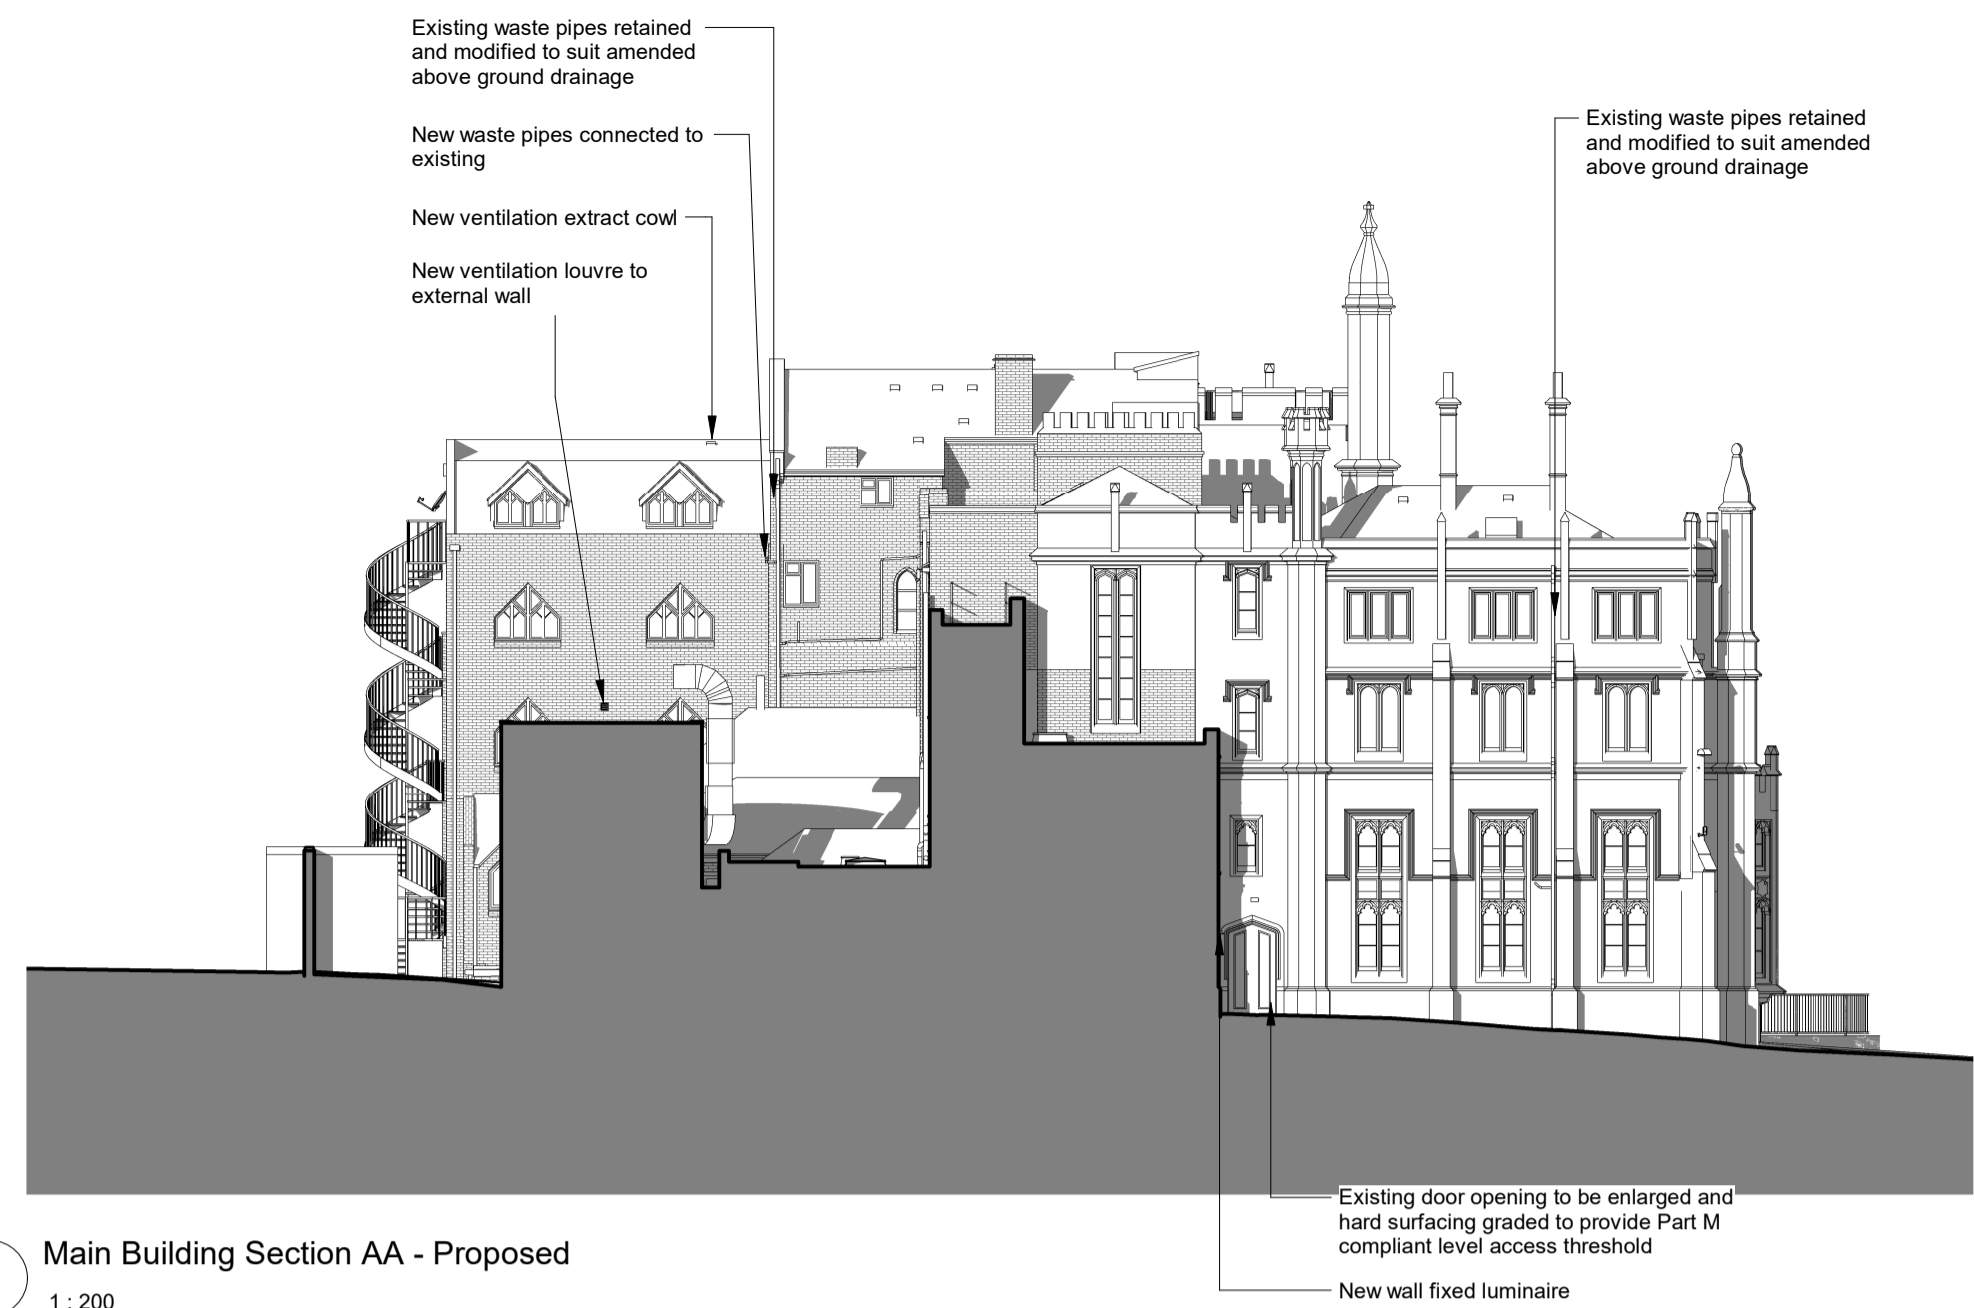 Existing waste pipes retained
and modified to suit amended
above ground drainage
New waste pipes connected to
existing
New ventilation extract cowl
New ventilation louvre to
external wall
Existing waste pipes retained
and modified to suit amended
above ground drainage
Existing door opening to be enlarged and
hard surfacing graded to provide Part M
compliant level access threshold
New wall fixed luminaire
Main Building Section AA - Proposed
1 : 200